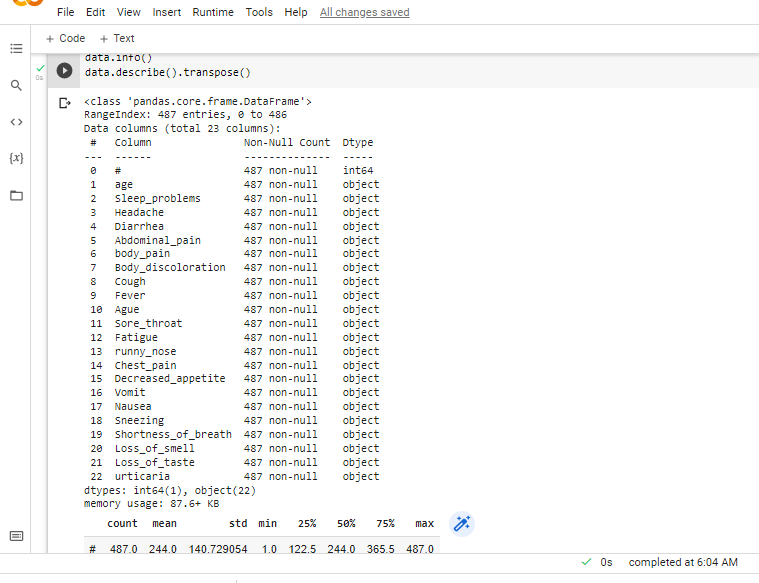 File Edit View Insert Runtime Tools Help All changes saved
+ Code + Text
data.info()
0s
data.describe().transpose()
<class 'pandas.core.frame.DataFrame'>
RangeIndex: 487 entries, 0 to 486
Data columns (total 23 columns):
# Column Non-Null Count Dtype
--- ------ -------------- -----
0 # 487 non-null int64
1 age 487 non-null object
2 Sleep_problems 487 non-null object
3 Headache 487 non-null object
4 Diarrhea 487 non-null object
5 Abdominal_pain 487 non-null object
6 body_pain 487 non-null object
7 Body_discoloration 487 non-null object
8 Cough 487 non-null object
9 Fever 487 non-null object
10 Ague 487 non-null object
11 Sore_throat 487 non-null object
12 Fatigue 487 non-null object
13 runny_nose 487 non-null object
14 Chest_pain 487 non-null object
15 Decreased_appetite 487 non-null object
16 Vomit 487 non-null object
17 Nausea 487 non-null object
18 Sneezing 487 non-null object
19 Shortness_of_breath 487 non-null object
20 Loss_of_smell 487 non-null object
21 Loss_of_taste 487 non-null object
22 urticaria 487 non-null object
dtypes: int64(1), object(22)
memory usage: 87.6+ KB
count mean std min 25% 50% 75% max
# 487.0 244.0 140.729054 1.0 122.5 244.0 365.5 487.0
0s completed at 6:04 AM